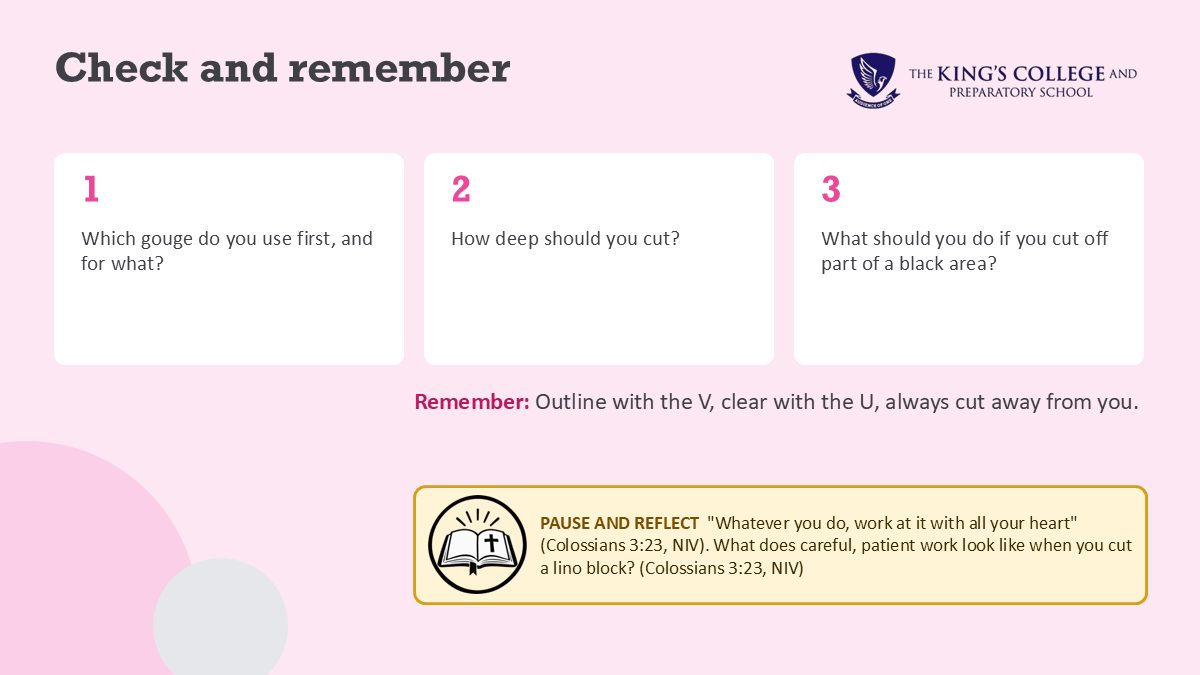 Check and remember
THE KING'S COLLEGE AND
PREPARATORY SCHOOL
AUDIENCE OF ONE
1
Which gouge do you use first, and
for what?
2
How deep should you cut?
3
What should you do if you cut off
part of a black area?
Remember: Outline with the V, clear with the U, always cut away from you.
PAUSE AND REFLECT "Whatever you do, work at it with all your heart"
(Colossians 3:23, NIV). What does careful, patient work look like when you cut
a lino block? (Colossians 3:23, NIV)